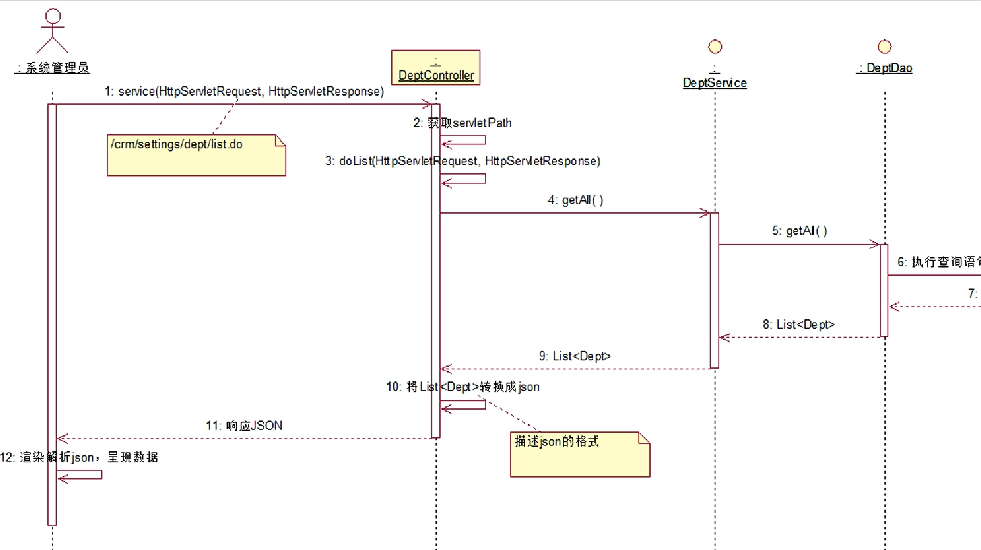 : 系统管理员
:
DeptController
:
DeptService
: DeptDao
1: service(HttpServletRequest, HttpServletResponse)
/crm/settings/dept/list.do
2: 获取servletPath
3: doList(HttpServletRequest, HttpServletResponse)
4: getAll( )
5: getAll( )
6: 执行查询语句
7:
8: List<Dept>
9: List<Dept>
10: 将List<Dept>转换成json
描述json的格式
11: 响应JSON
12: 渲染解析json，呈现数据